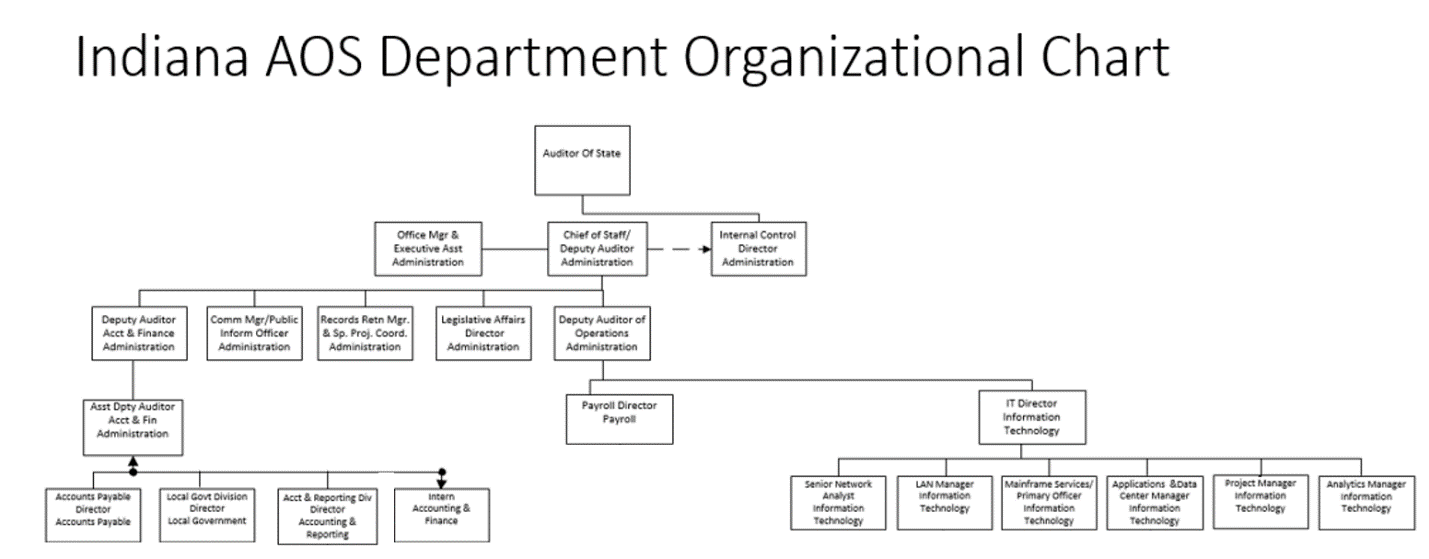 Indiana AOS Department Organizational Chart
Auditor Of State
Office Mgr &
Executive Asst
Administration
Chief of Staff/
Deputy Auditor
Administration
Internal Control
Director
Administration
Deputy Auditor
Acct & Finance
Administration
Comm Mgr/Public
Inform Officer
Administration
Records Retn Mgr.
& Sp. Proj. Coord.
Administration
Legislative Affairs
Director
Administration
Deputy Auditor of
Operations
Administration
Asst Dpty Auditor
Acct & Fin
Administration
Payroll Director
Payroll
IT Director
Information
Technology
Accounts Payable
Director
Accounts Payable
Local Govt Division
Director
Local Government
Acct & Reporting Div
Director
Accounting &
Reporting
Intern
Accounting &
Finance
Senior Network
Analyst
Information
Technology
LAN Manager
Information
Technology
Mainframe Services/
Primary Officer
Information
Technology
Applications &Data
Center Manager
Information
Technology
Project Manager
Information
Technology
Analytics Manager
Information
Technology